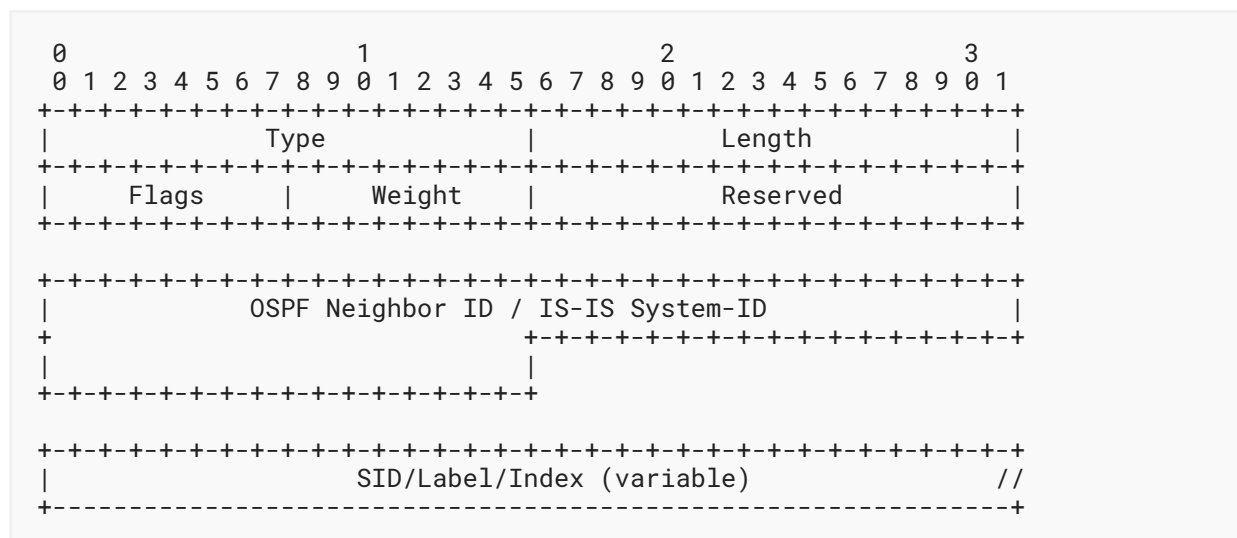 0                   1                   2                   3
 0 1 2 3 4 5 6 7 8 9 0 1 2 3 4 5 6 7 8 9 0 1 2 3 4 5 6 7 8 9 0 1
+-+-+-+-+-+-+-+-+-+-+-+-+-+-+-+-+-+-+-+-+-+-+-+-+-+-+-+-+-+-+-+-+
|              Type             |            Length             |
+-+-+-+-+-+-+-+-+-+-+-+-+-+-+-+-+-+-+-+-+-+-+-+-+-+-+-+-+-+-+-+-+
|     Flags     |     Weight    |            Reserved           |
+-+-+-+-+-+-+-+-+-+-+-+-+-+-+-+-+-+-+-+-+-+-+-+-+-+-+-+-+-+-+-+-+

+-+-+-+-+-+-+-+-+-+-+-+-+-+-+-+-+-+-+-+-+-+-+-+-+-+-+-+-+-+-+-+-+
|             OSPF Neighbor ID / IS-IS System-ID                |
+                               +-+-+-+-+-+-+-+-+-+-+-+-+-+-+-+-+
|                               |
+-+-+-+-+-+-+-+-+-+-+-+-+-+-+-+-+

+-+-+-+-+-+-+-+-+-+-+-+-+-+-+-+-+-+-+-+-+-+-+-+-+-+-+-+-+-+-+-+-+
|                    SID/Label/Index (variable)                //
+---------------------------------------------------------------+